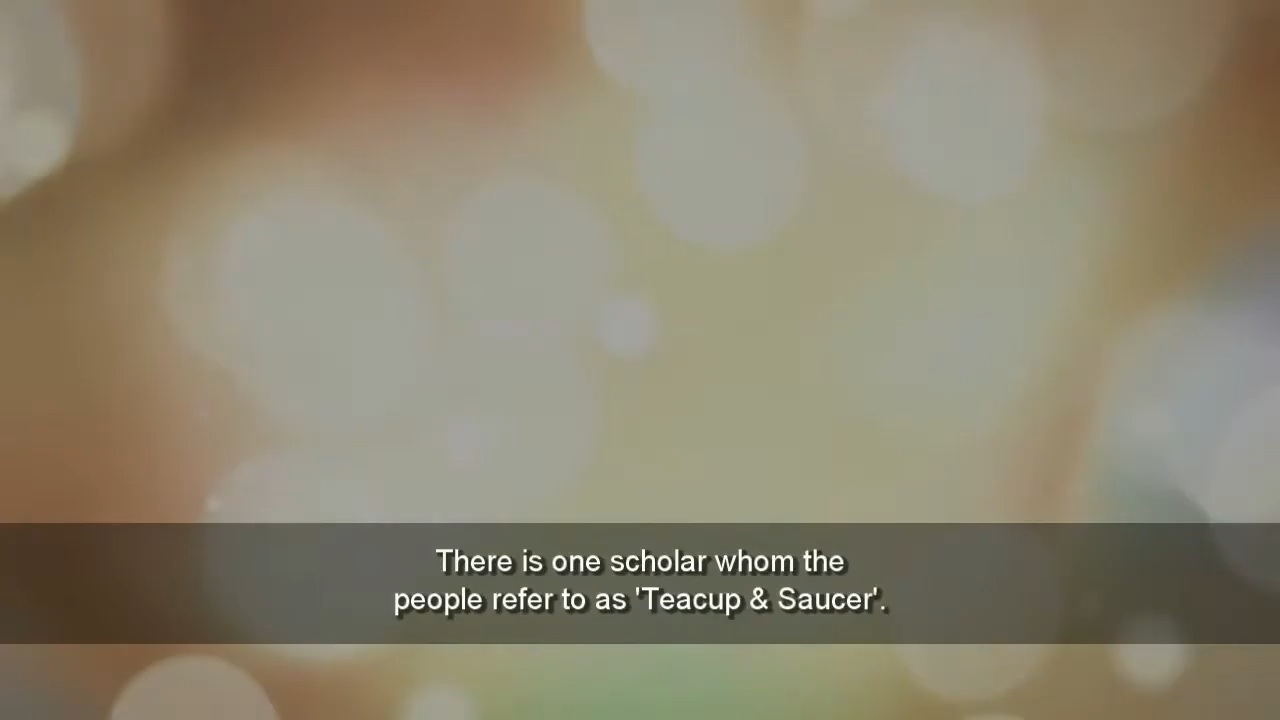 There is one scholar whom the
people refer to as 'Teacup & Saucer'.